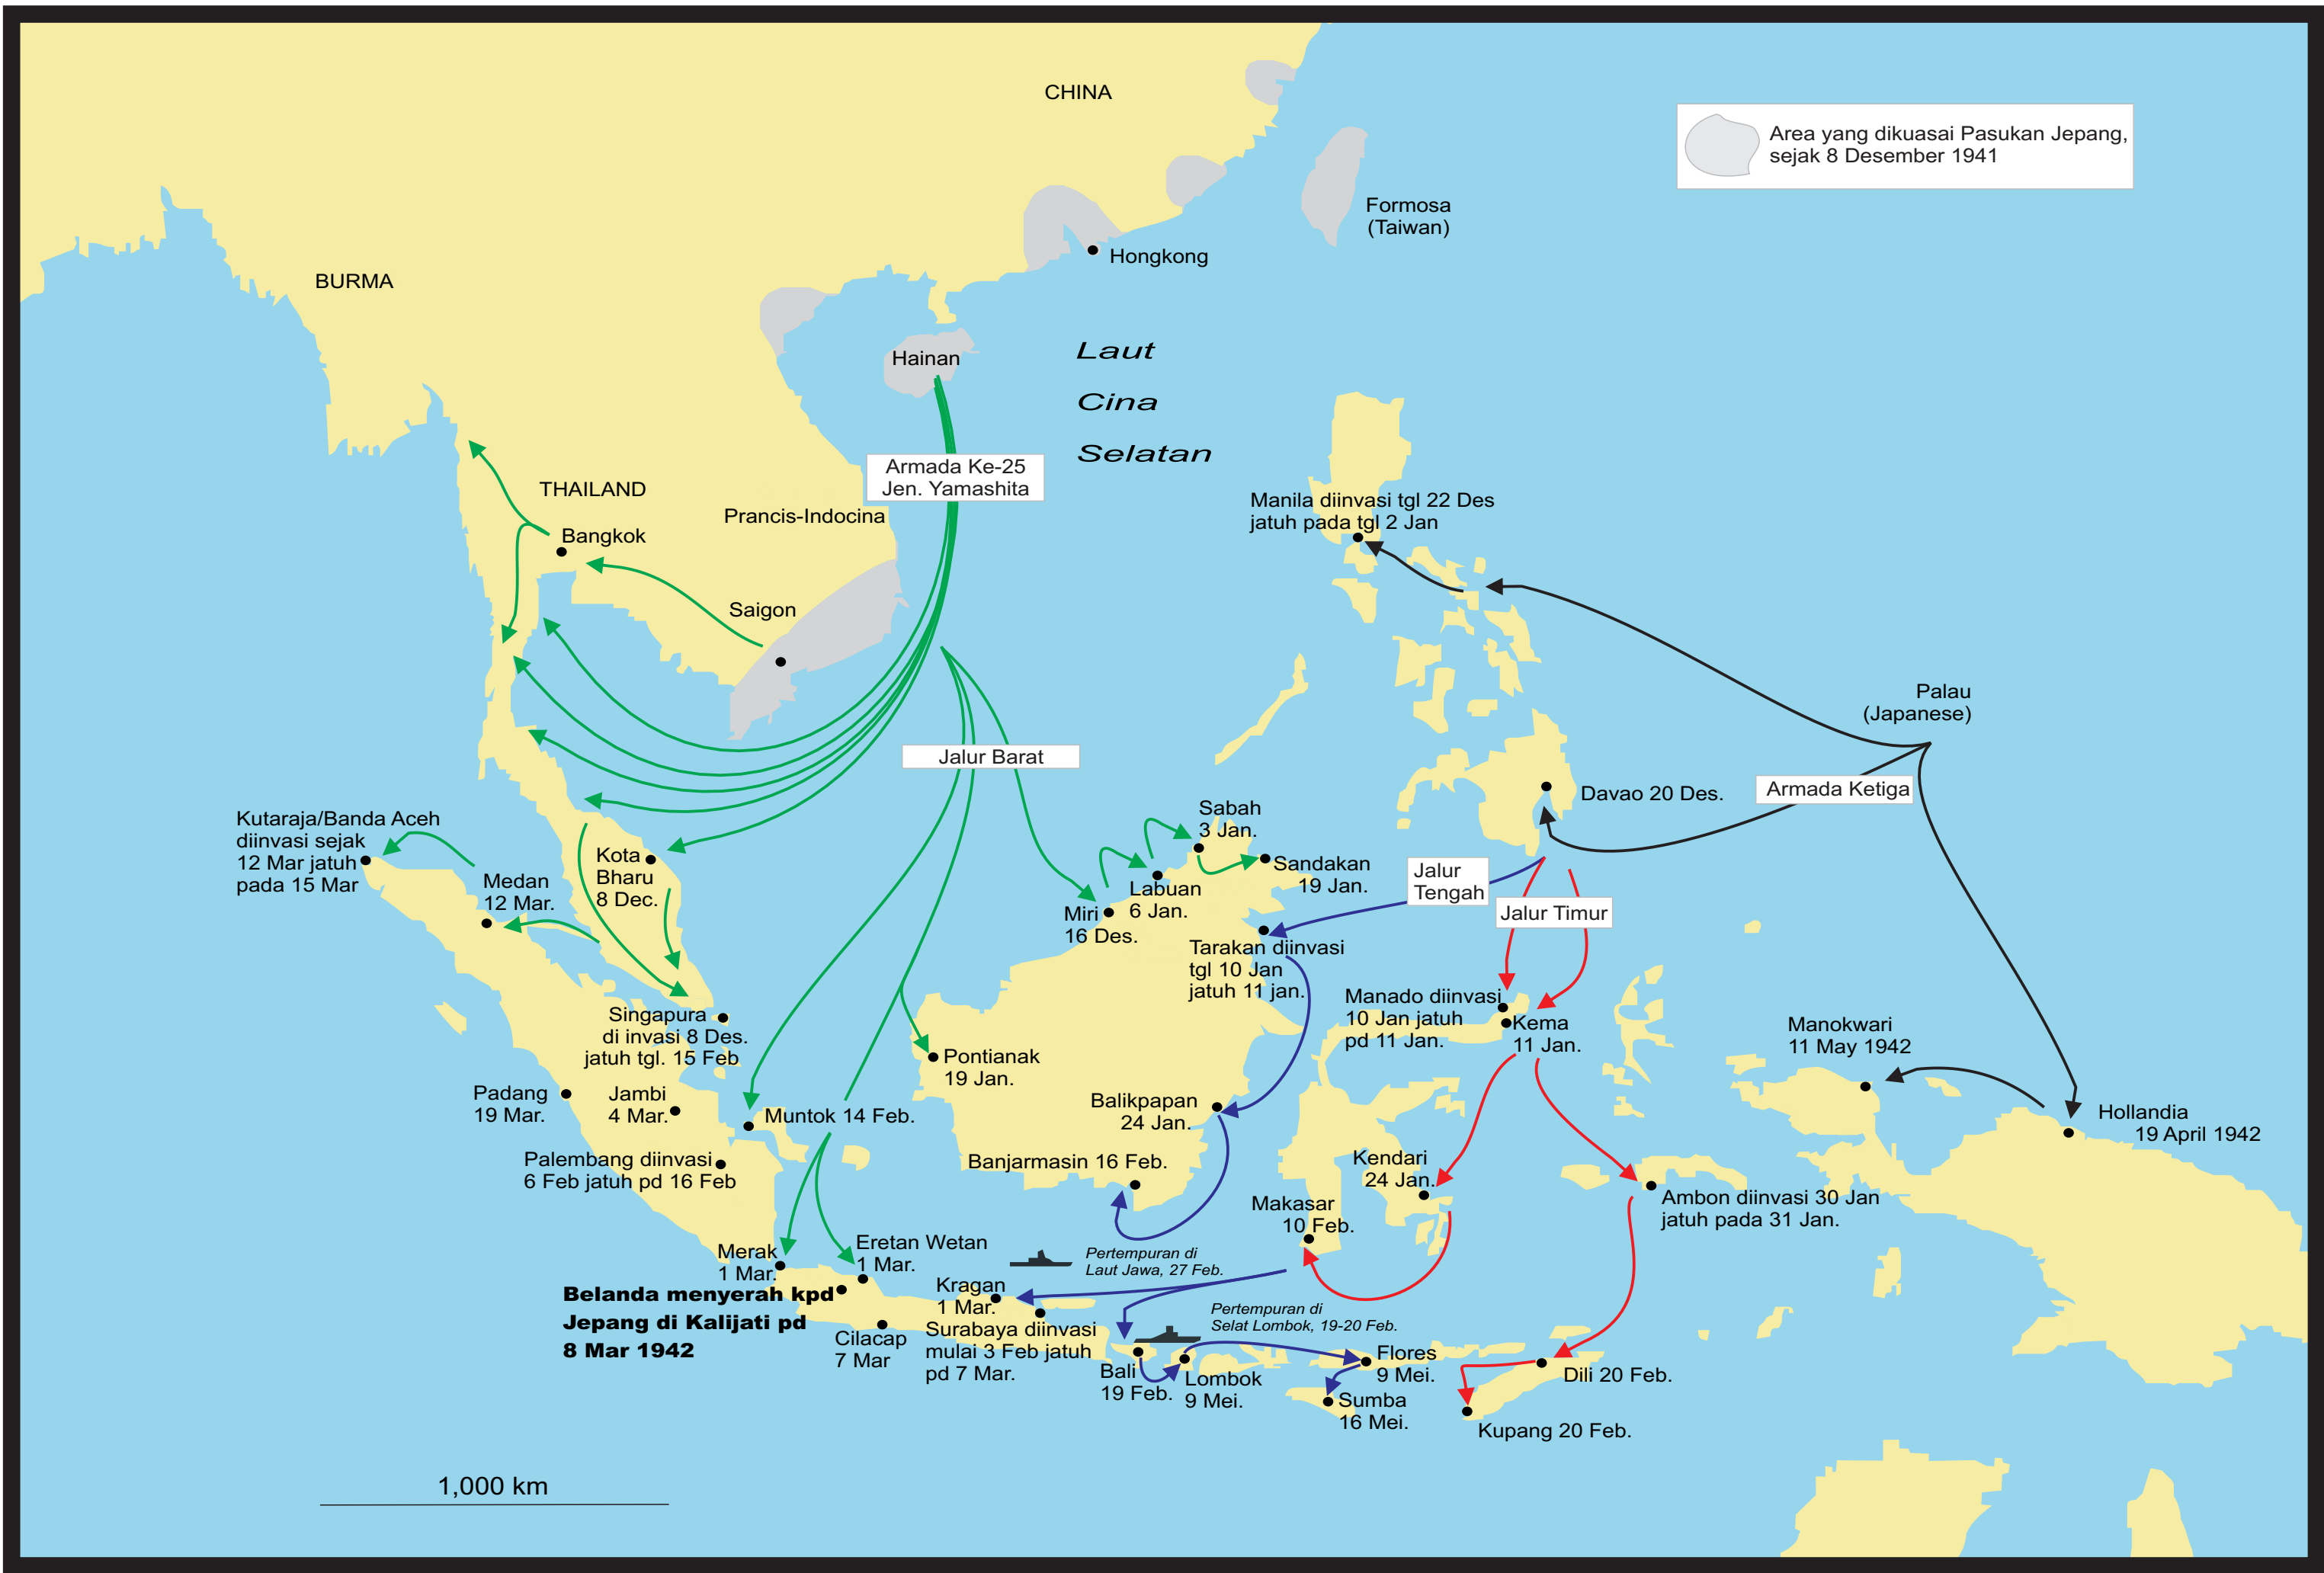 CHINA
Area yang dikuasai Pasukan Jepang,
sejak 8 Desember 1941
Formosa
(Taiwan)
Hongkong
BURMA
Hainan
Laut
Cina
Selatan
Armada Ke-25
Jen. Yamashita
THAILAND
Prancis-Indocina
Bangkok
Saigon
Manila diinvasi tgl 22 Des
jatuh pada tgl 2 Jan
Palau
(Japanese)
Jalur Barat
Davao 20 Des.
Armada Ketiga
Kutaraja/Banda Aceh
diinvasi sejak
12 Mar jatuh
pada 15 Mar
Medan
12 Mar.
Kota
Bharu
8 Dec.
Sabah
3 Jan.
Sandakan
19 Jan.
Labuan
6 Jan.
Miri
16 Des.
Jalur
Tengah
Jalur Timur
Tarakan diinvasi
tgl 10 Jan
jatuh 11 jan.
Manado diinvasi
10 Jan jatuh
pd 11 Jan.
Kema
11 Jan.
Manokwari
11 May 1942
Hollandia
19 April 1942
Singapura
di invasi 8 Des.
jatuh tgl. 15 Feb
Pontianak
19 Jan.
Padang
19 Mar.
Jambi
4 Mar.
Muntok 14 Feb.
Balikpapan
24 Jan.
Palembang diinvasi
6 Feb jatuh pd 16 Feb
Banjarmasin 16 Feb.
Kendari
24 Jan.
Makasar
10 Feb.
Ambon diinvasi 30 Jan
jatuh pada 31 Jan.
Merak
1 Mar.
Eretan Wetan
1 Mar.
Pertempuran di
Laut Jawa, 27 Feb.
Belanda menyerah kpd
Jepang di Kalijati pd
8 Mar 1942
Kragan
1 Mar.
Cilacap
7 Mar
Surabaya diinvasi
mulai 3 Feb jatuh
pd 7 Mar.
Pertempuran di
Selat Lombok, 19-20 Feb.
Bali
19 Feb.
Lombok
9 Mei.
Flores
9 Mei.
Sumba
16 Mei.
Dili 20 Feb.
Kupang 20 Feb.
1,000 km